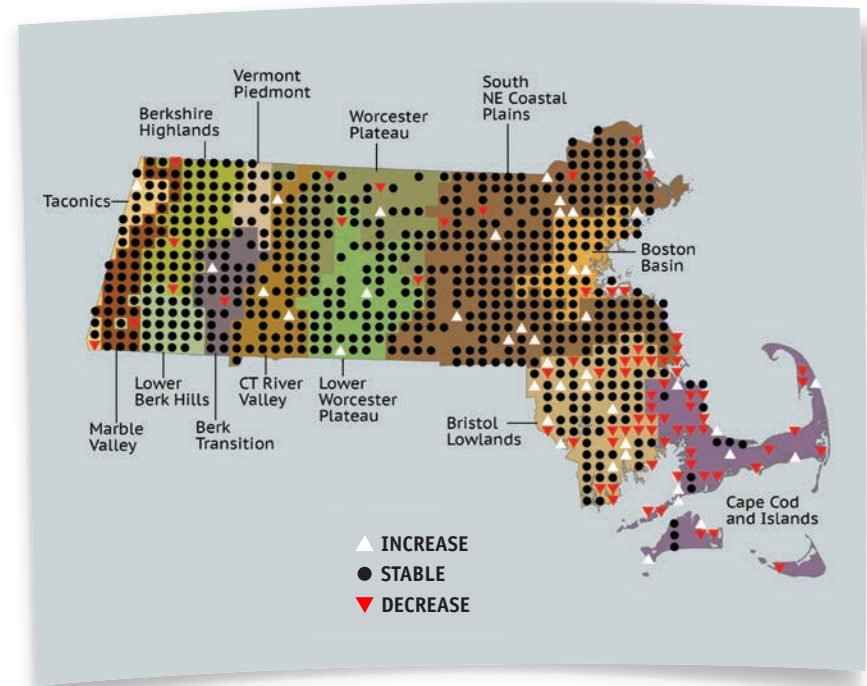 Vermont
Piedmont
Berkshire
Highlands
Worcester
Plateau
South
NE Coastal
Plains
Taconics
Boston
Basin
Marble
Valley
Lower
Berk Hills
Berk
Transition
CT River
Valley
Lower
Worcester
Plateau
Bristol
Lowlands
Cape Cod
and Islands
INCREASE
STABLE
DECREASE